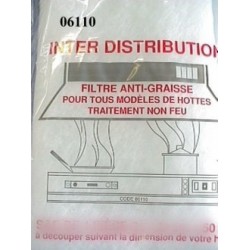 06110
INTER DISTRIBUTION
FILTRE ANTI-GRAISSE
POUR TOUS MODÈLES DE HOTTES
TRAITEMENT NON FEU
CODE 06110
à découper suivant la dimension de votre h